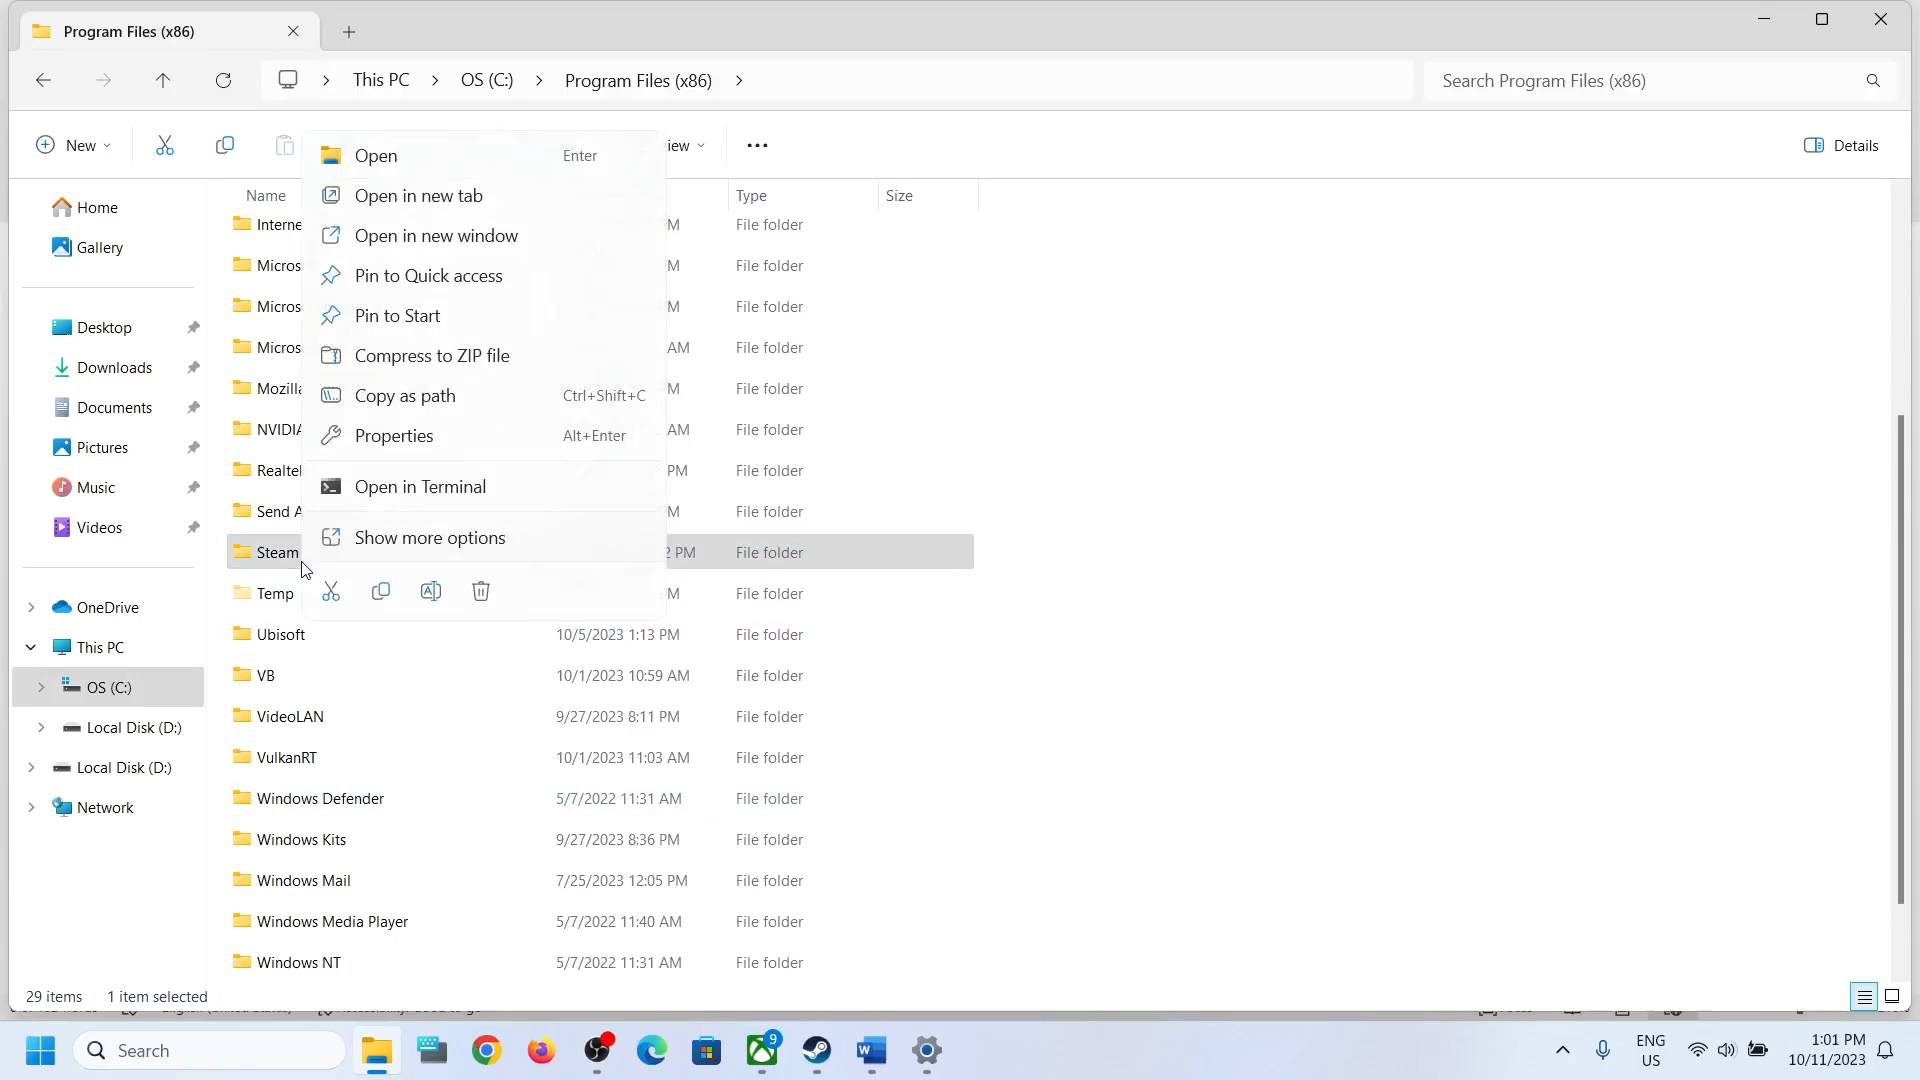 Program Files (x86)
This PC
OS (C:)
Program Files (x86)
Search Program Files (x86)
New
Details
Home
Gallery
Desktop
Downloads
Documents
Pictures
Music
Videos
OneDrive
This PC
OS (C:)
Local Disk (D:)
Local Disk (D:)
Network
Name
Type
Size
Open Enter
Open in new tab
Open in new window
Pin to Quick access
Pin to Start
Compress to ZIP file
Copy as path Ctrl+Shift+C
Properties Alt+Enter
Open in Terminal
Show more options
M File folder
M File folder
M File folder
AM File folder
M File folder
NVIDIA AM File folder
PM File folder
Send M File folder
Steam PM File folder
Temp M File folder
Ubisoft 10/5/2023 1:13 PM File folder
VB 10/1/2023 10:59 AM File folder
VideoLAN 9/27/2023 8:11 PM File folder
VulkanRT 10/1/2023 11:03 AM File folder
Windows Defender 5/7/2022 11:31 AM File folder
Windows Kits 9/27/2023 8:36 PM File folder
Windows Mail 7/25/2023 12:05 PM File folder
Windows Media Player 5/7/2022 11:40 AM File folder
Windows NT 5/7/2022 11:31 AM File folder
29 items 1 item selected
Search
9
ENG
US
1:01 PM
10/11/2023